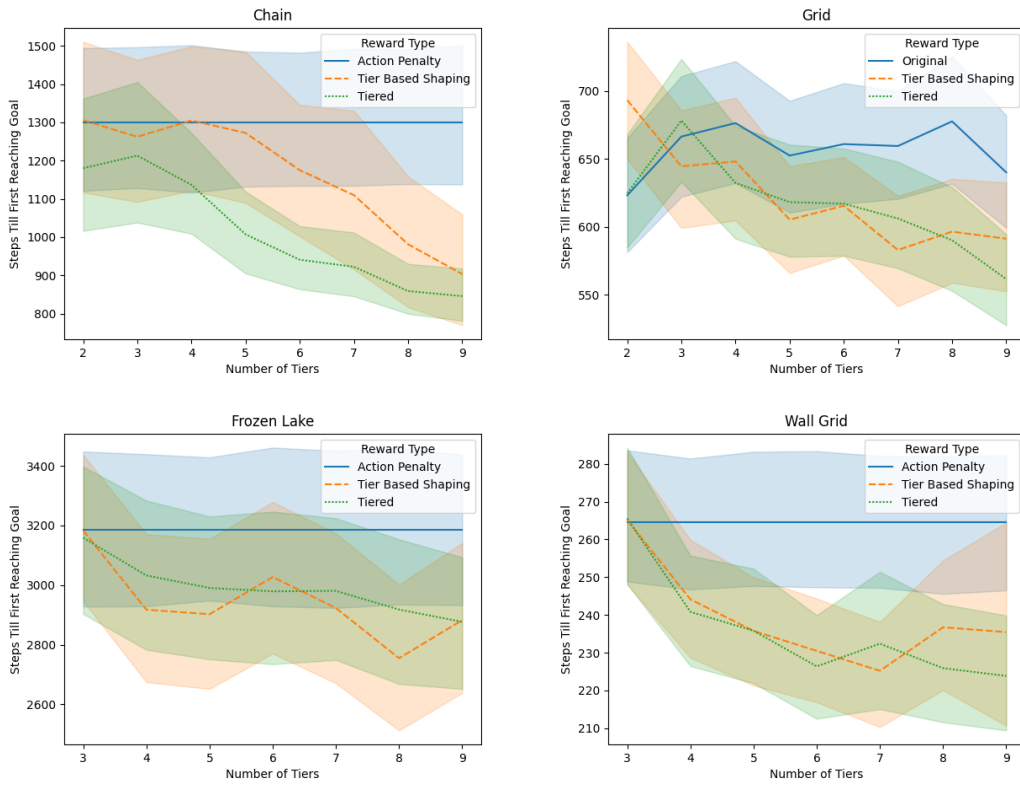 Chain
Steps Till First Reaching Goal
1500
1400
1300
1200
1100
1000
900
800
Reward Type
Action Penalty
Tier Based Shaping
Tiered
2 3 4 5 6 7 8 9
Number of Tiers
Grid
Steps Till First Reaching Goal
700
650
600
550
Reward Type
Original
Tier Based Shaping
Tiered
2 3 4 5 6 7 8 9
Number of Tiers
Frozen Lake
Steps Till First Reaching Goal
3400
3200
3000
2800
2600
Reward Type
Action Penalty
Tier Based Shaping
Tiered
3 4 5 6 7 8 9
Number of Tiers
Wall Grid
Steps Till First Reaching Goal
280
270
260
250
240
230
220
210
Reward Type
Action Penalty
Tier Based Shaping
Tiered
3 4 5 6 7 8 9
Number of Tiers